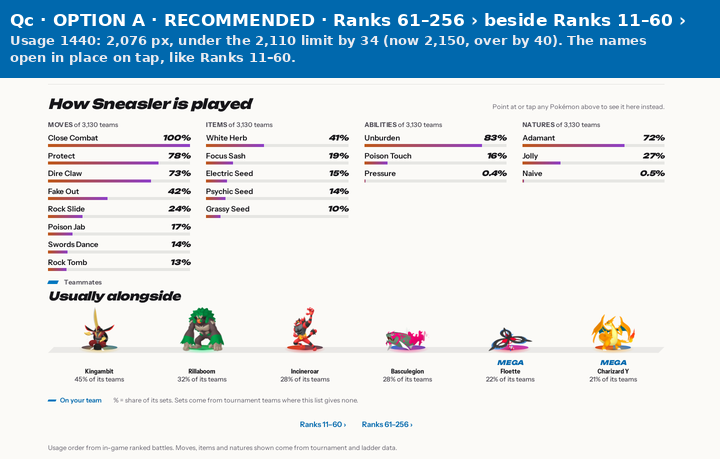 Qc · OPTION A · RECOMMENDED · Ranks 61–256 › beside Ranks 11–60 ›
Usage 1440: 2,076 px, under the 2,110 limit by 34 (now 2,150, over by 40). The names
open in place on tap, like Ranks 11–60.
How Sneasler is played
Point at or tap any Pokémon above to see it here instead.
MOVES of 3,130 teams
Close Combat 100%
Protect 78%
Dire Claw 73%
Fake Out 42%
Rock Slide 24%
Poison Jab 17%
Swords Dance 14%
Rock Tomb 13%
ITEMS of 3,130 teams
White Herb 41%
Focus Sash 19%
Electric Seed 15%
Psychic Seed 14%
Grassy Seed 10%
ABILITIES of 3,130 teams
Unburden 83%
Poison Touch 16%
Pressure 0.4%
NATURES of 3,130 teams
Adamant 72%
Jolly 27%
Naive 0.5%
Teammates
Usually alongside
Kingambit
45% of its teams
Rillaboom
32% of its teams
Incineroar
28% of its teams
Basculegion
28% of its teams
MEGA
Floette
22% of its teams
MEGA
Charizard Y
21% of its teams
On your team % = share of its sets. Sets come from tournament teams where this list gives none.
Ranks 11–60 › Ranks 61–256 ›
Usage order from in-game ranked battles. Moves, items and natures shown come from tournament and ladder data.